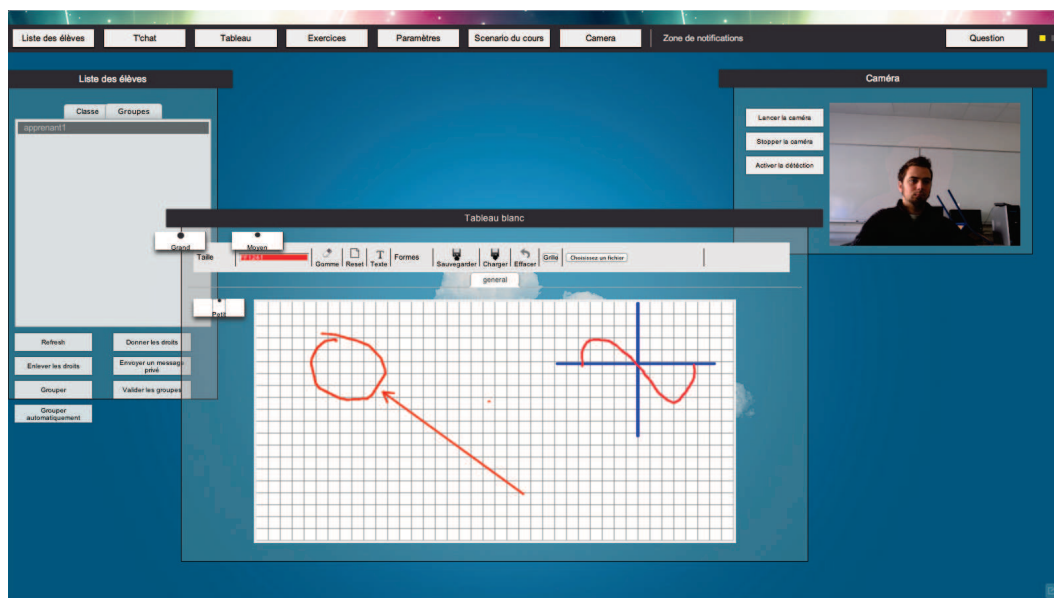 Liste des élèves
T'chat
Tableau
Exercices
Paramètres
Scenario du cours
Camera
Zone de notifications
Question
Liste des élèves
Classe
Groupes
apprenant1
Refresh
Donner les droits
Enlever les droits
Envoyer un message
privé
Grouper
Valider les groupes
Grouper
automatiquement
Caméra
Lancer la caméra
Stopper la caméra
Activer la détéction
Tableau blanc
Grand
Moyen
Taille
Gomme
Reset
Texte
Formes
Sauvegarder
Charger
Effacer
Grille
Choisissez un fichier
general
Petit